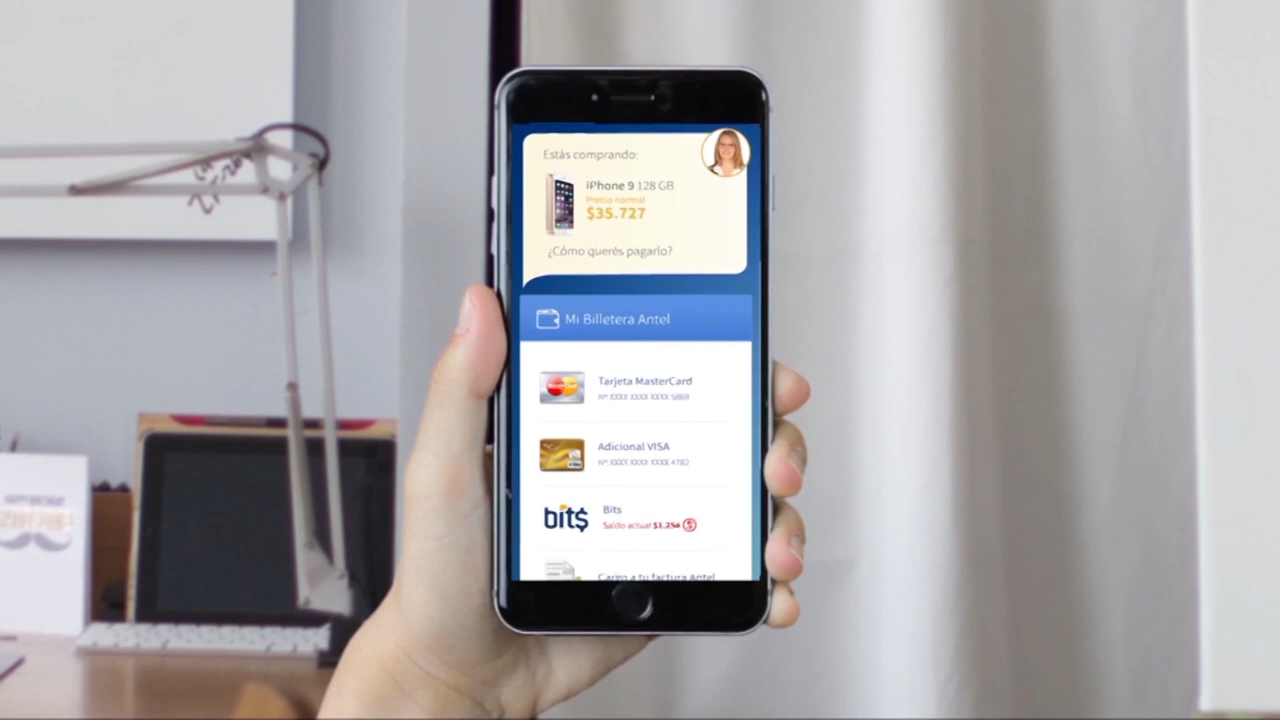 Estás comprando:
iPhone 9 128 GB
Precio normal
$35.727
¿Cómo querés pagarlo?
Mi Billetera Antel
Tarjeta MasterCard
Nº XXXX XXXX XXXX 5869
Adicional VISA
Nº XXXX XXXX XXXX 4782
bit$
Bits
Saldo actual $1.256
Cargo a tu factura Antel